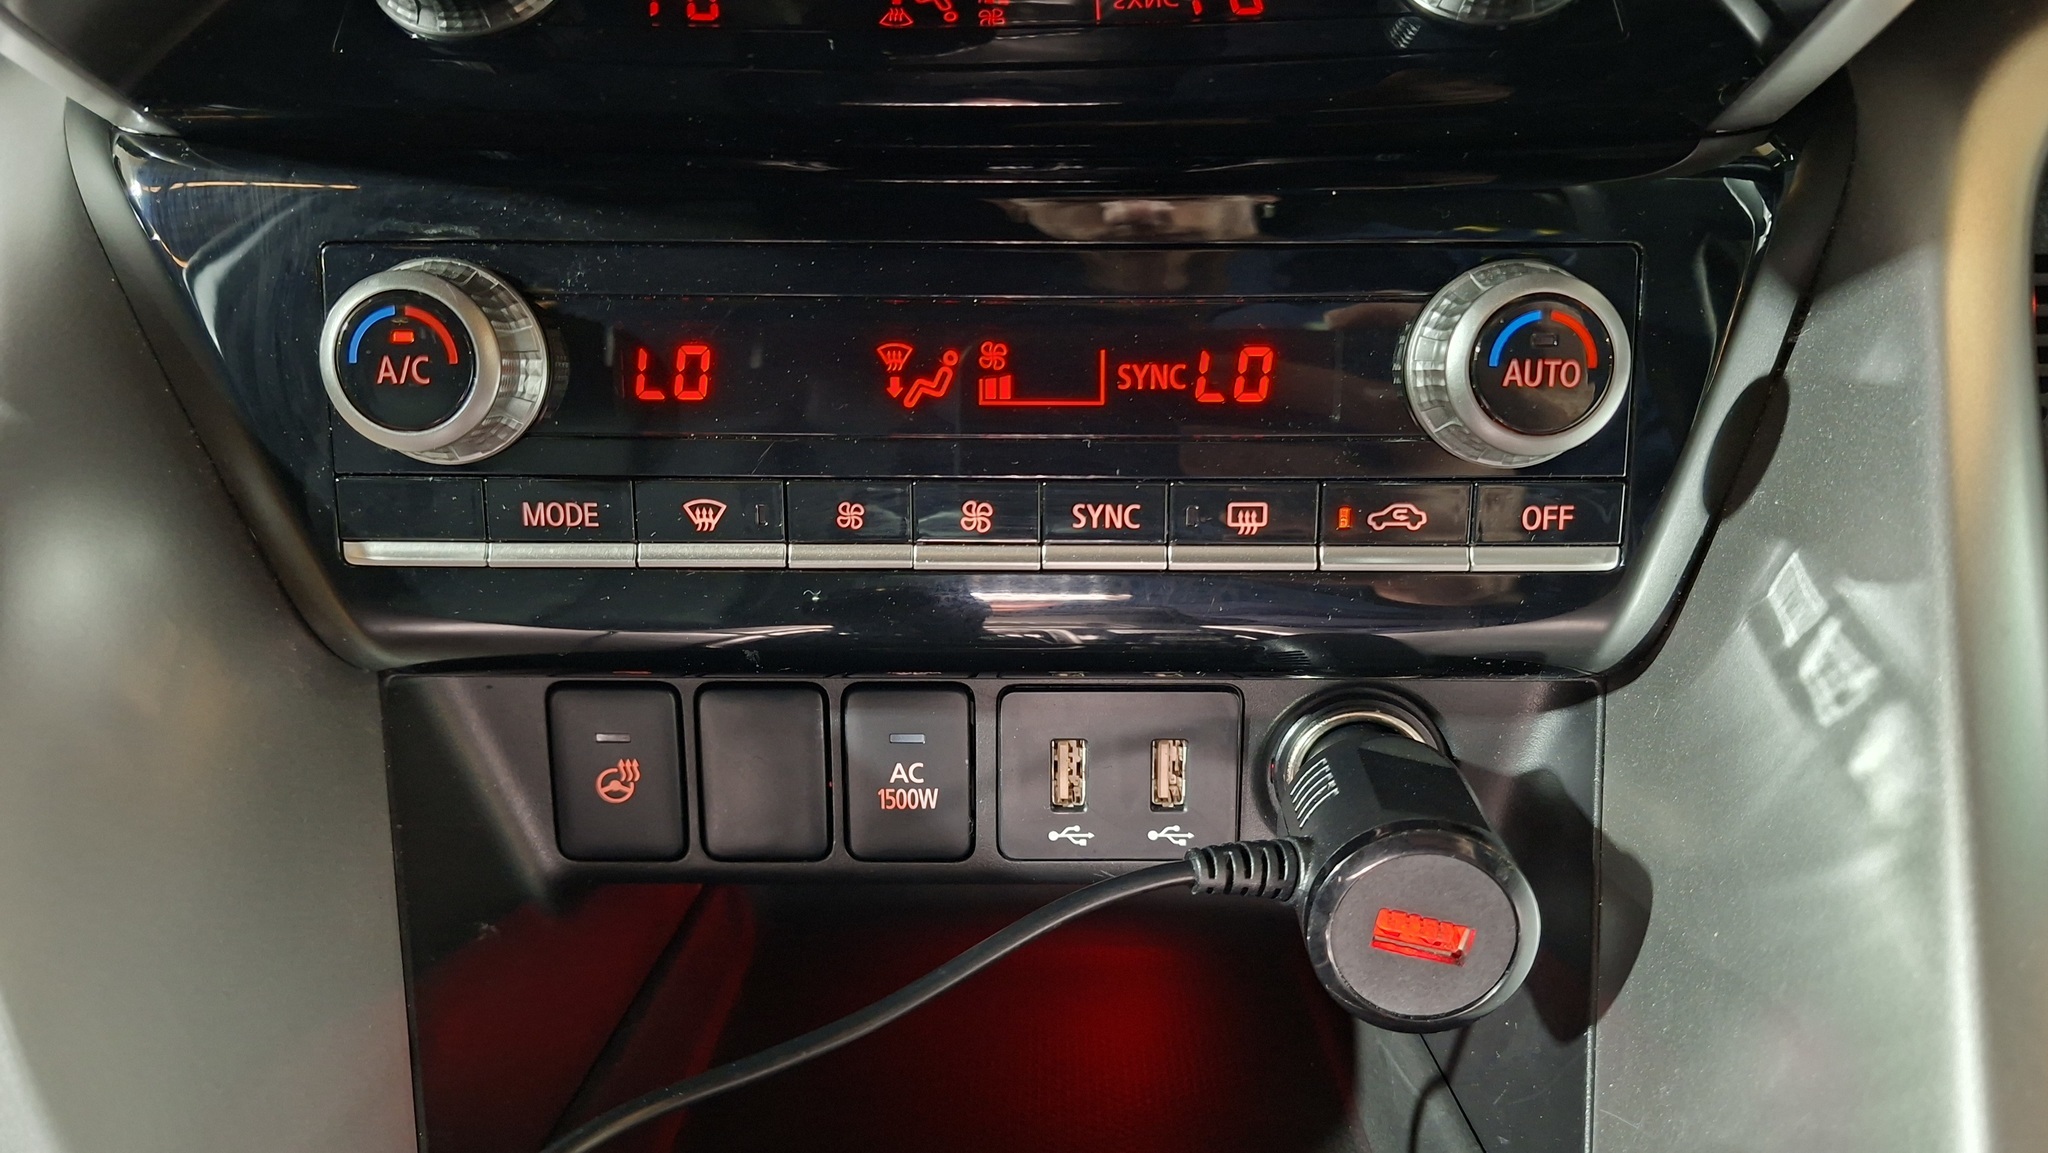 A/C LO SYNC LO AUTO
MODE SYNC OFF
AC
1500W